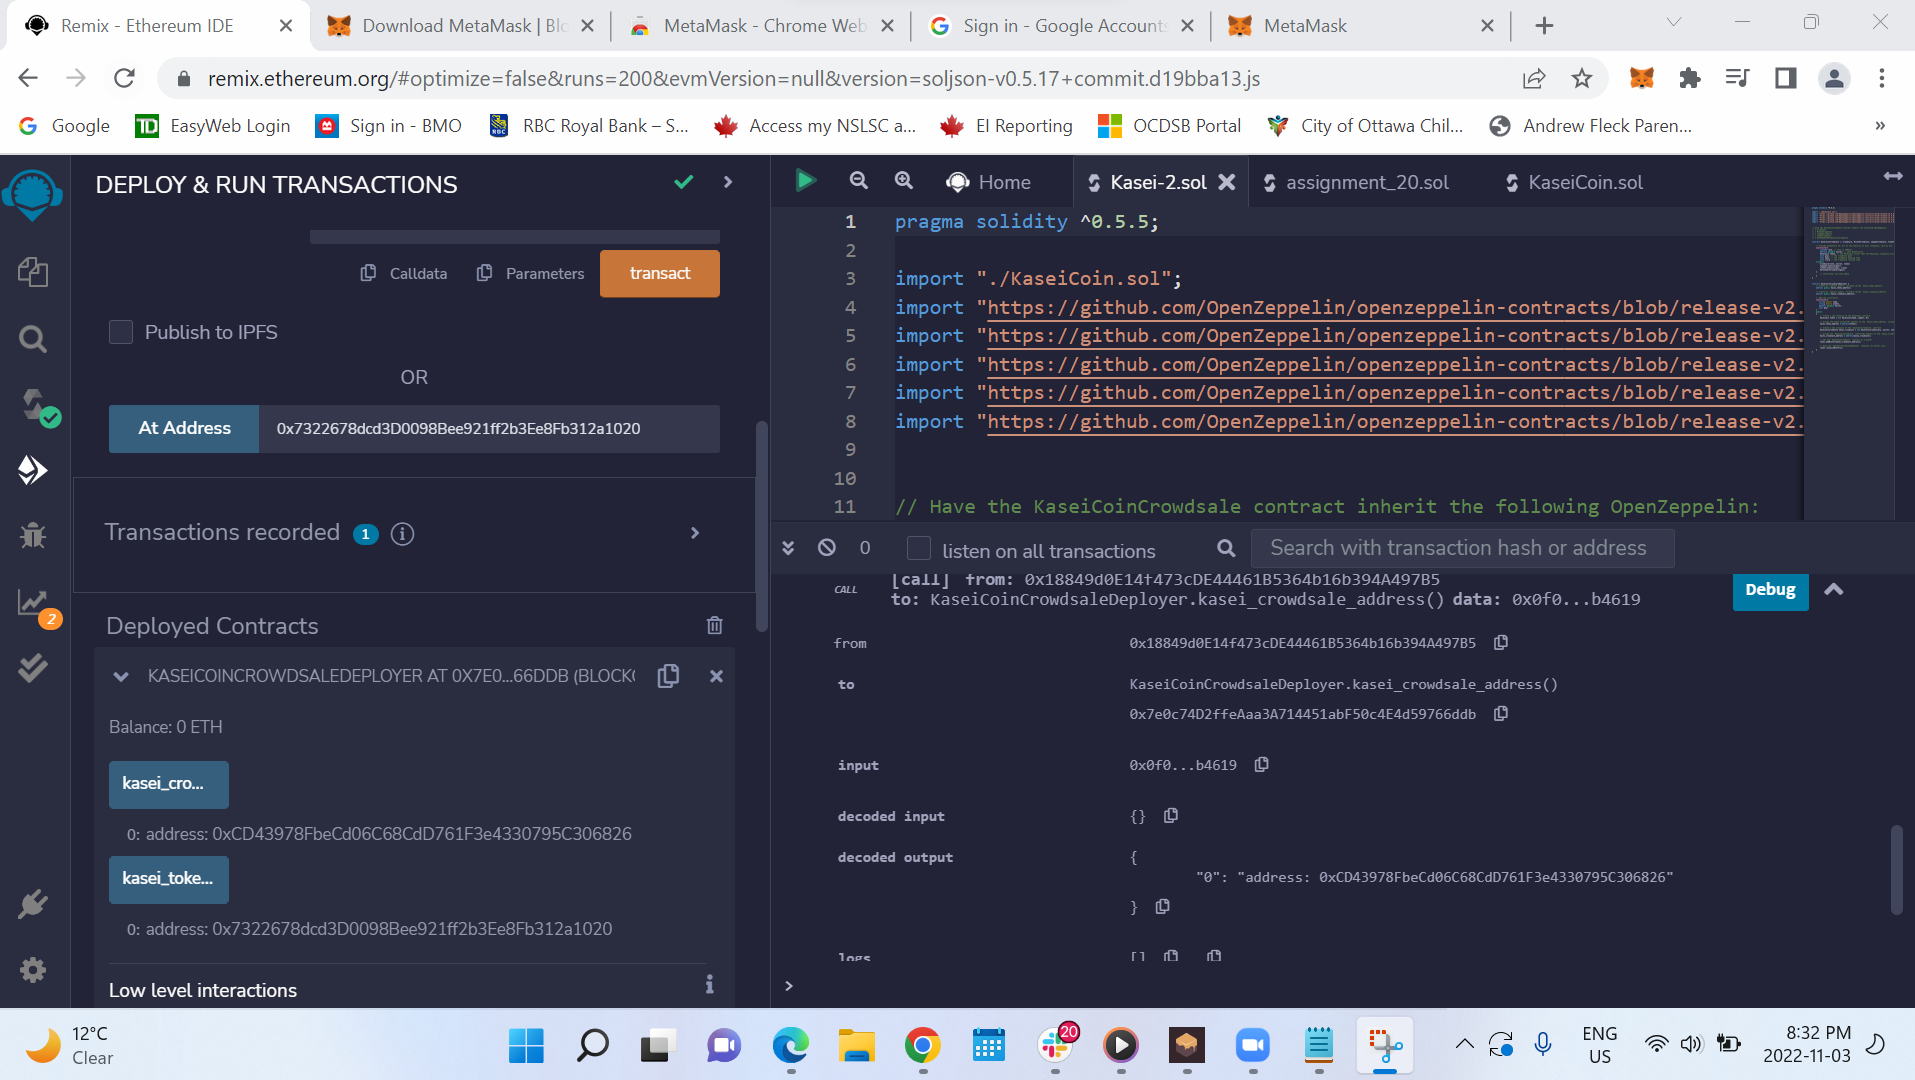 Remix - Ethereum IDE
Download MetaMask | Blo
MetaMask - Chrome Web
Sign in - Google Accounts
MetaMask
remix.ethereum.org/#optimize=false&runs=200&evmVersion=null&version=soljson-v0.5.17+commit.d19bba13.js
Google
EasyWeb Login
Sign in - BMO
RBC Royal Bank – S...
Access my NSLSC a...
EI Reporting
OCDSB Portal
City of Ottawa Chil...
Andrew Fleck Paren...
»
DEPLOY & RUN TRANSACTIONS
Calldata
Parameters
transact
Publish to IPFS
OR
At Address
0x7322678dcd3D0098Bee921ff2b3Ee8Fb312a1020
Transactions recorded 1
Deployed Contracts
KASEICOINCROWDSALEDEPLOYER AT 0X7E0...66DDB (BLOCKC
Balance: 0 ETH
kasei_cro...
0: address: 0xCD43978FbeCd06C68CdD761F3e4330795C306826
kasei_toke...
0: address: 0x7322678dcd3D0098Bee921ff2b3Ee8Fb312a1020
Low level interactions
2
Home
Kasei-2.sol
assignment_20.sol
KaseiCoin.sol
1 pragma solidity ^0.5.5;
2
3 import "./KaseiCoin.sol";
4 import "https://github.com/OpenZeppelin/openzeppelin-contracts/blob/release-v2.
5 import "https://github.com/OpenZeppelin/openzeppelin-contracts/blob/release-v2.
6 import "https://github.com/OpenZeppelin/openzeppelin-contracts/blob/release-v2.
7 import "https://github.com/OpenZeppelin/openzeppelin-contracts/blob/release-v2.
8 import "https://github.com/OpenZeppelin/openzeppelin-contracts/blob/release-v2.
9
10
11 // Have the KaseiCoinCrowdsale contract inherit the following OpenZeppelin:
0
listen on all transactions
Search with transaction hash or address
CALL
[call] from: 0x18849d0E14f473cDE44461B5364b16b394A497B5
to: KaseiCoinCrowdsaleDeployer.kasei_crowdsale_address() data: 0x0f0...b4619
Debug
from 0x18849d0E14f473cDE44461B5364b16b394A497B5
to KaseiCoinCrowdsaleDeployer.kasei_crowdsale_address()
0x7e0c74D2ffeAaa3A714451abF50c4E4d59766ddb
input 0x0f0...b4619
decoded input {}
decoded output {
"0": "address: 0xCD43978FbeCd06C68CdD761F3e4330795C306826"
}
logs []
>
12°C
Clear
20
ENG
US
8:32 PM
2022-11-03